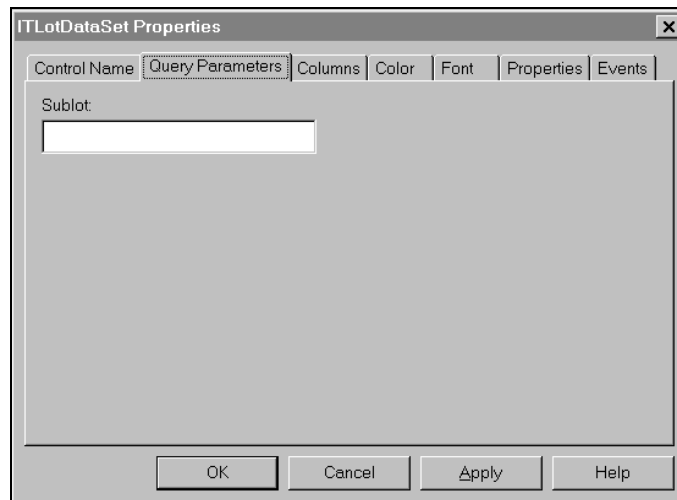 ITLotDataSet Properties
Control Name Query Parameters Columns Color Font Properties Events
Sublot:
OK Cancel Apply Help